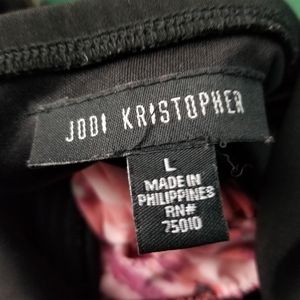 JODI KRISTOPHER
L
MADE IN
PHILIPPINES
RN#
75010